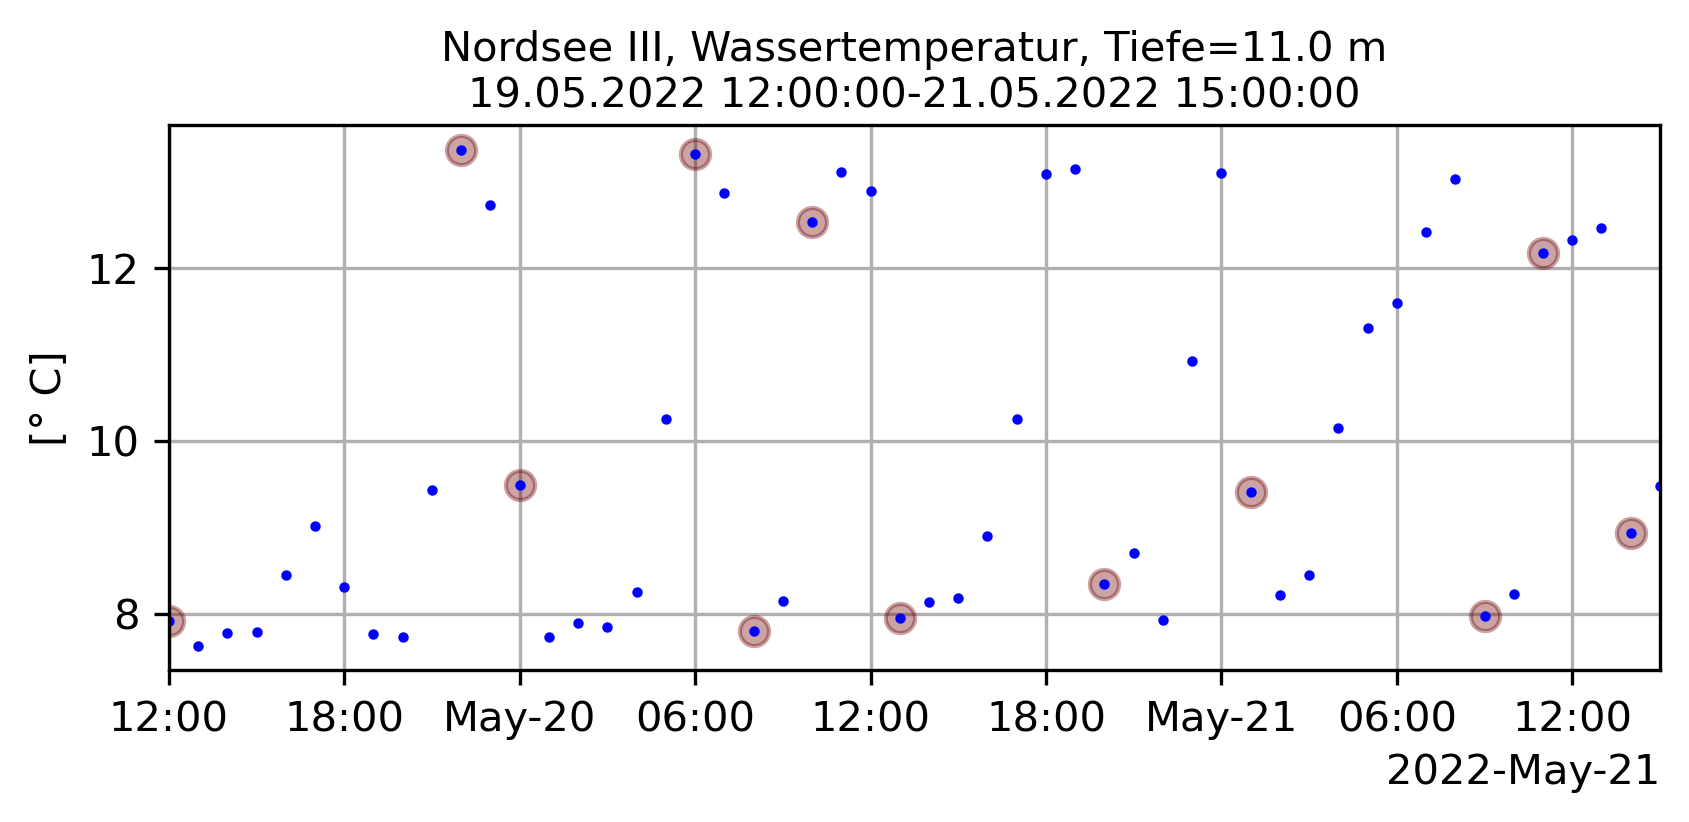 Nordsee III, Wassertemperatur, Tiefe=11.0 m
19.05.2022 12:00:00-21.05.2022 15:00:00
[° C]
12
10
8
12:00 18:00 May-20 06:00 12:00 18:00 May-21 06:00 12:00
2022-May-21